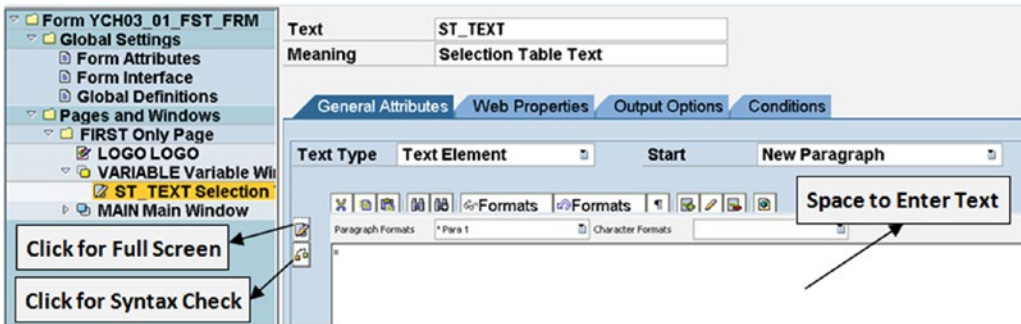 Form YCH03_01_FST_FRM
Global Settings
Form Attributes
Form Interface
Global Definitions
Pages and Windows
FIRST Only Page
LOGO LOGO
VARIABLE Variable Wi
ST_TEXT Selection
MAIN Main Window
Click for Full Screen
Click for Syntax Check
Text ST_TEXT
Meaning Selection Table Text
General Attributes Web Properties Output Options Conditions
Text Type Text Element Start New Paragraph
Formats Formats
Space to Enter Text
Paragraph Formats * Para 1 Character Formats